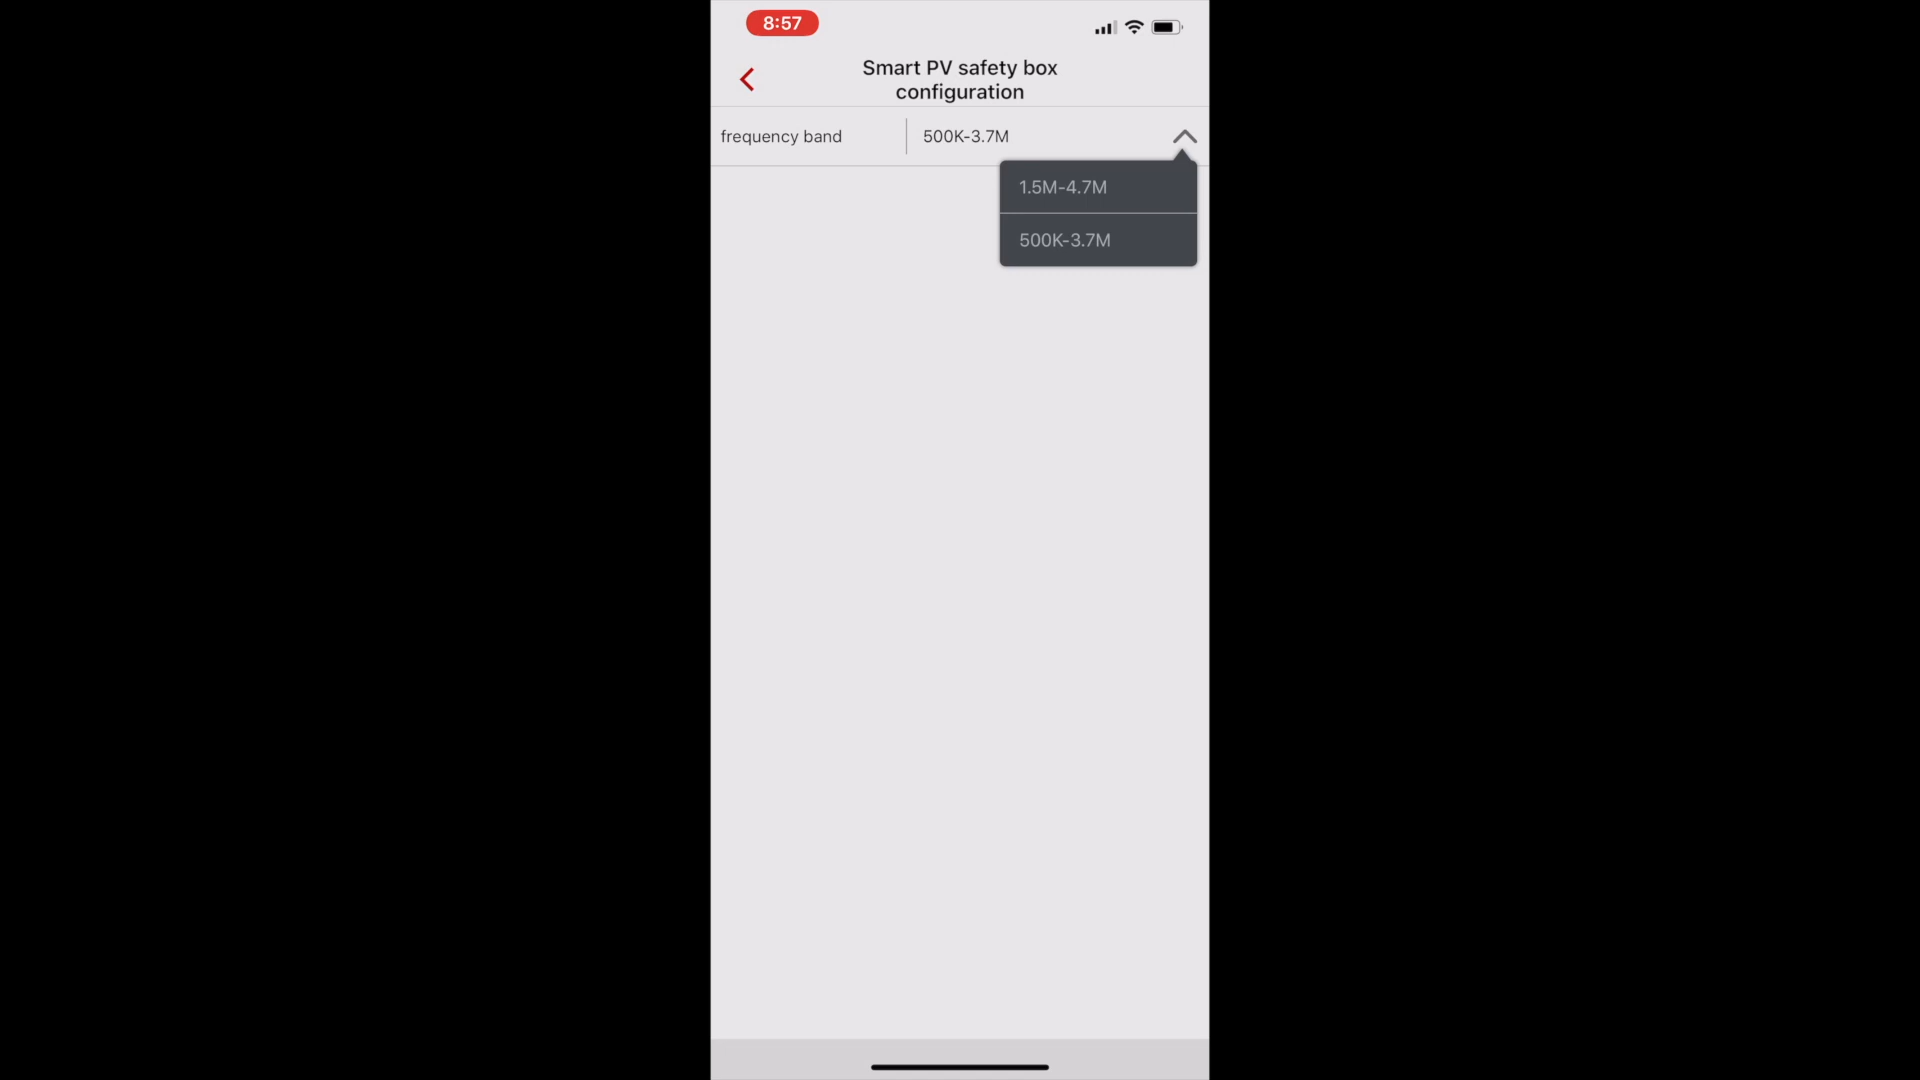 8:57
Smart PV safety box
configuration
frequency band
500K-3.7M
1.5M-4.7M
500K-3.7M